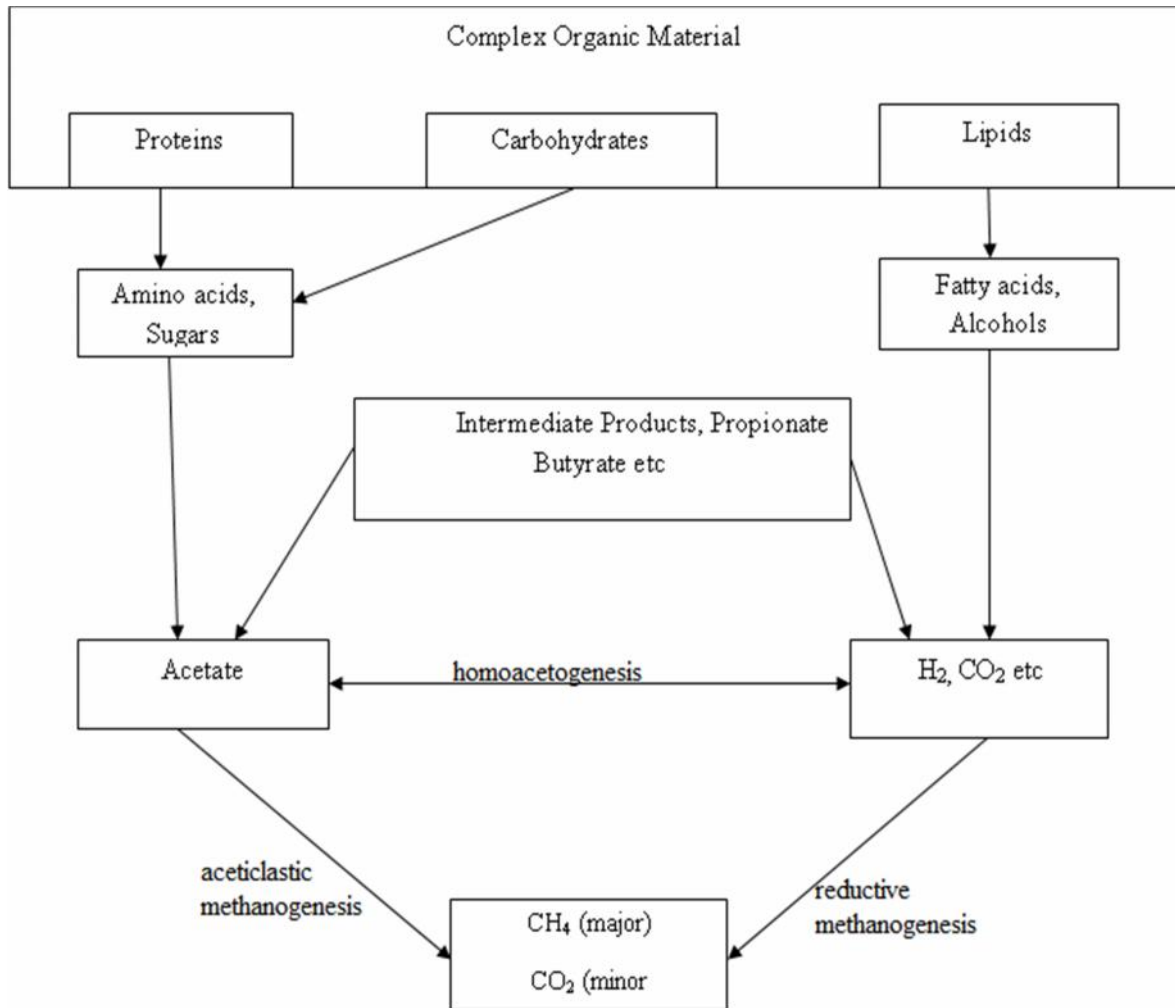 Complex Organic Material
Proteins
Carbohydrates
Lipids
Amino acids,
Sugars
Fatty acids,
Alcohols
Intermediate Products, Propionate
Butyrate etc
Acetate
homoacetogenesis
H₂, CO₂ etc
aceticlastic
methanogenesis
reductive
methanogenesis
CH₄ (major)
CO₂ (minor